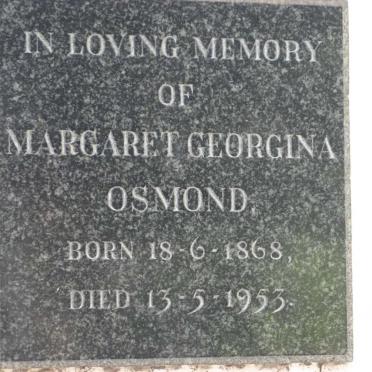 IN LOVING MEMORY
OF
MARGARET GEORGINA
OSMOND.
BORN 18-6-1868,
DIED 13-5-1953.